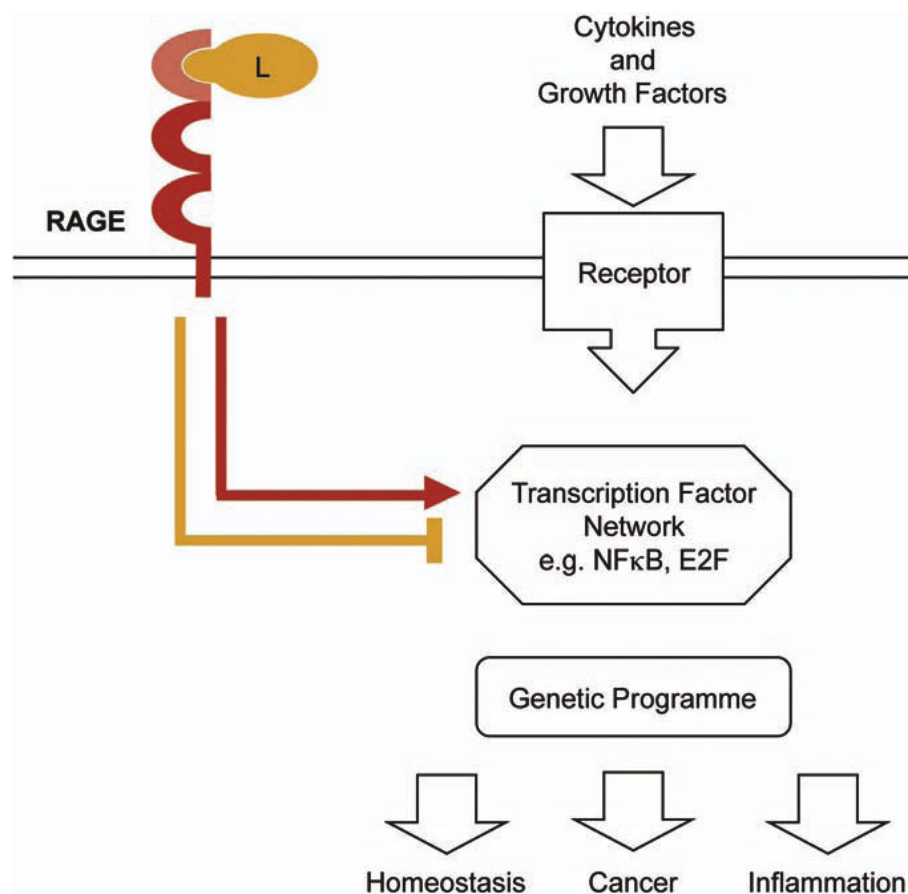 L
Cytokines
and
Growth Factors
RAGE
Receptor
Transcription Factor
Network
e.g. NFκB, E2F
Genetic Programme
Homeostasis
Cancer
Inflammation